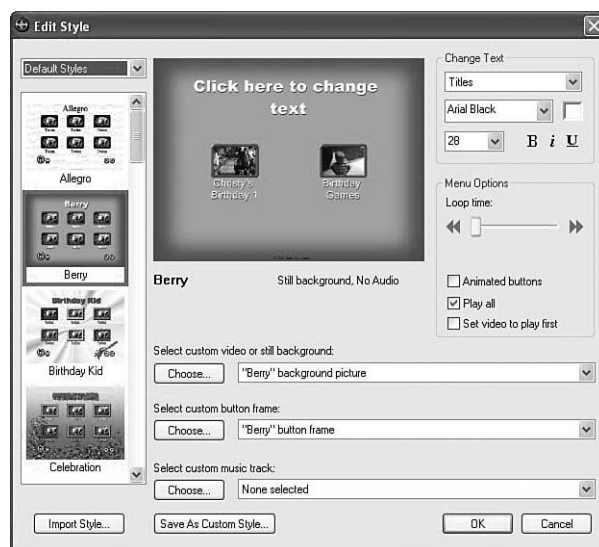 Edit Style
Default Styles
Allegro
Allegro
Berry
Berry
Birthday Kid
Birthday Kid
Celebration
Import Style...
Click here to change
text
Ghosty's
Birthday 1
Birthday
Games
Berry
Still background, No Audio
Change Text
Titles
Arial Black
28
B i U
Menu Options
Loop time:
Animated buttons
Play all
Set video to play first
Select custom video or still background:
Choose...
"Berry" background picture
Select custom button frame:
Choose...
"Berry" button frame
Select custom music track:
Choose...
None selected
Save As Custom Style...
OK
Cancel